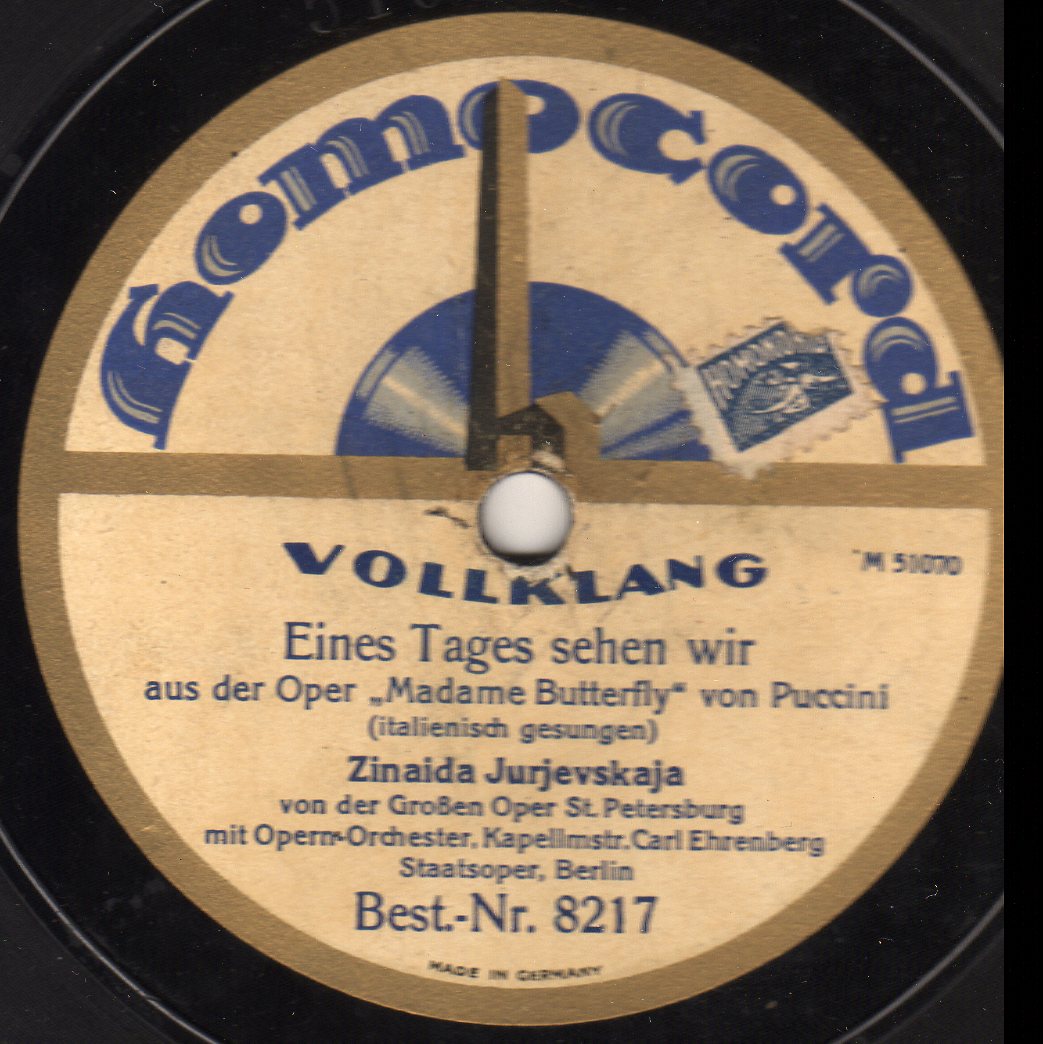 homocord
VOLLKLANG
M 51070
Eines Tages sehen wir
aus der Oper „Madame Butterfly“ von Puccini
(italienisch gesungen)
Zinaida Jurjevskaja
von der Großen Oper St. Petersburg
mit Opern-Orchester, Kapellmstr. Carl Ehrenberg
Staatsoper, Berlin
Best.-Nr. 8217
MADE IN GERMANY